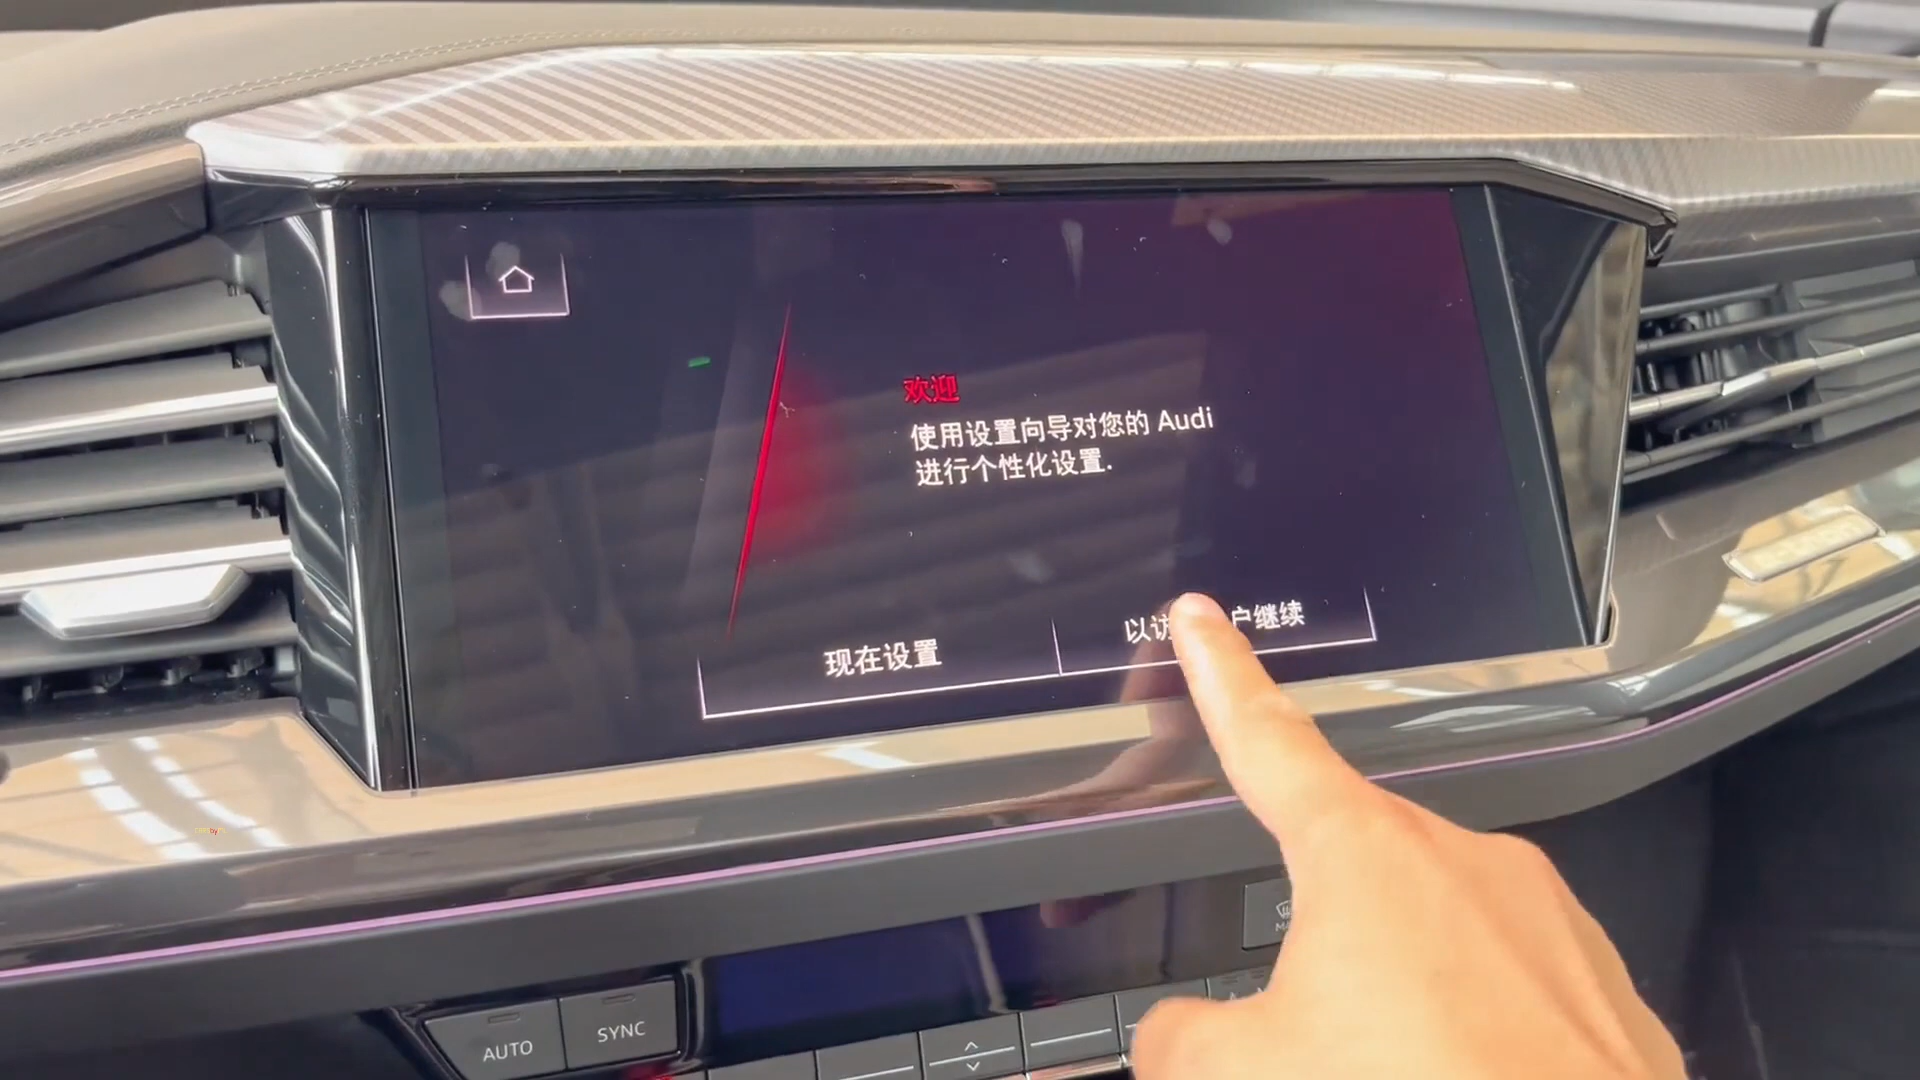 欢迎
使用设置向导对您的 Audi
进行个性化设置.
现在设置
以访 户继续
AUTO
SYNC